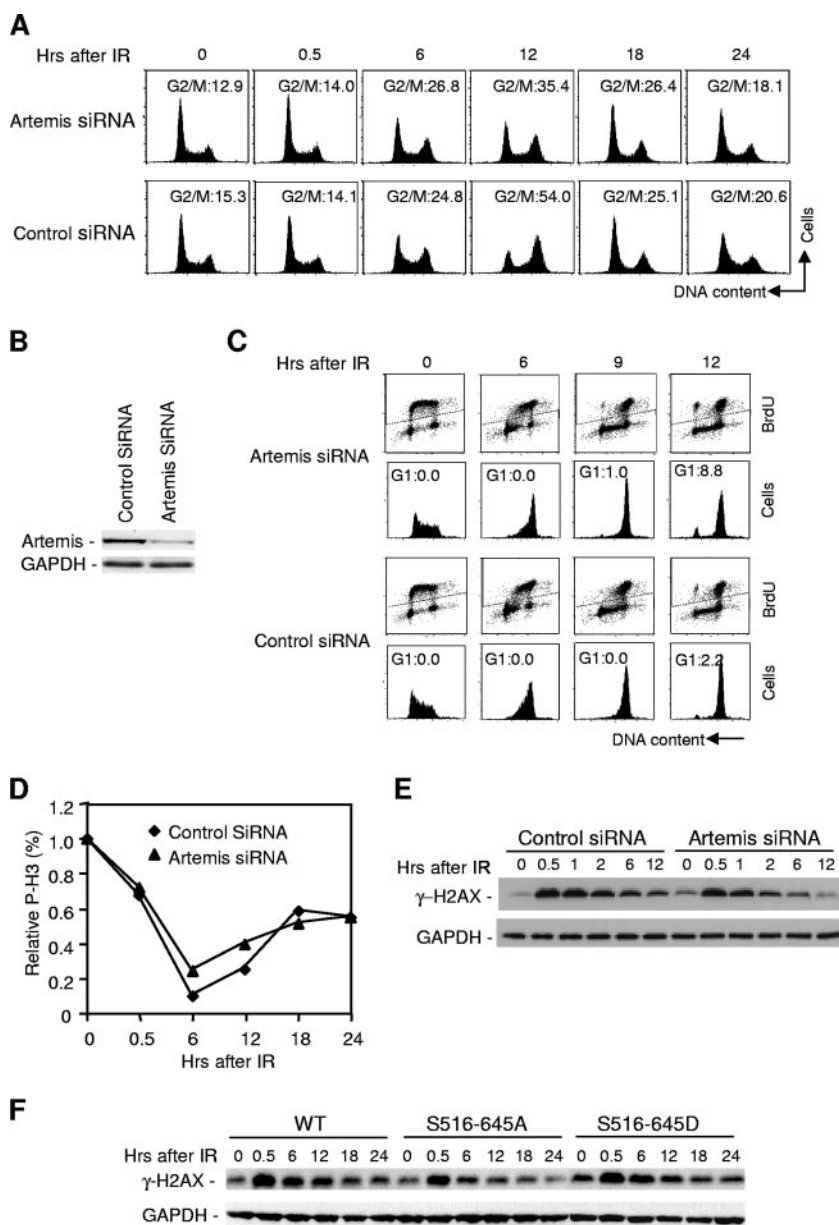 A
Hrs after IR 0 0.5 6 12 18 24
Artemis siRNA
G2/M:12.9 G2/M:14.0 G2/M:26.8 G2/M:35.4 G2/M:26.4 G2/M:18.1
Control siRNA
G2/M:15.3 G2/M:14.1 G2/M:24.8 G2/M:54.0 G2/M:25.1 G2/M:20.6
Cells
DNA content
B
Control SiRNA
Artemis SiRNA
Artemis -
GAPDH -
C
Hrs after IR 0 6 9 12
Artemis siRNA
BrdU
G1:0.0 G1:0.0 G1:1.0 G1:8.8
Cells
Control siRNA
BrdU
G1:0.0 G1:0.0 G1:0.0 G1:2.2
Cells
DNA content
D
Relative P-H3 (%)
1.2
1.0
0.8
0.6
0.4
0.2
0
Control SiRNA
Artemis siRNA
0 0.5 6 12 18 24
Hrs after IR
E
Control siRNA Artemis siRNA
Hrs after IR 0 0.5 1 2 6 12 0 0.5 1 2 6 12
γ-H2AX -
GAPDH -
F
WT S516-645A S516-645D
Hrs after IR 0 0.5 6 12 18 24 0 0.5 6 12 18 24 0 0.5 6 12 18 24
γ-H2AX -
GAPDH -